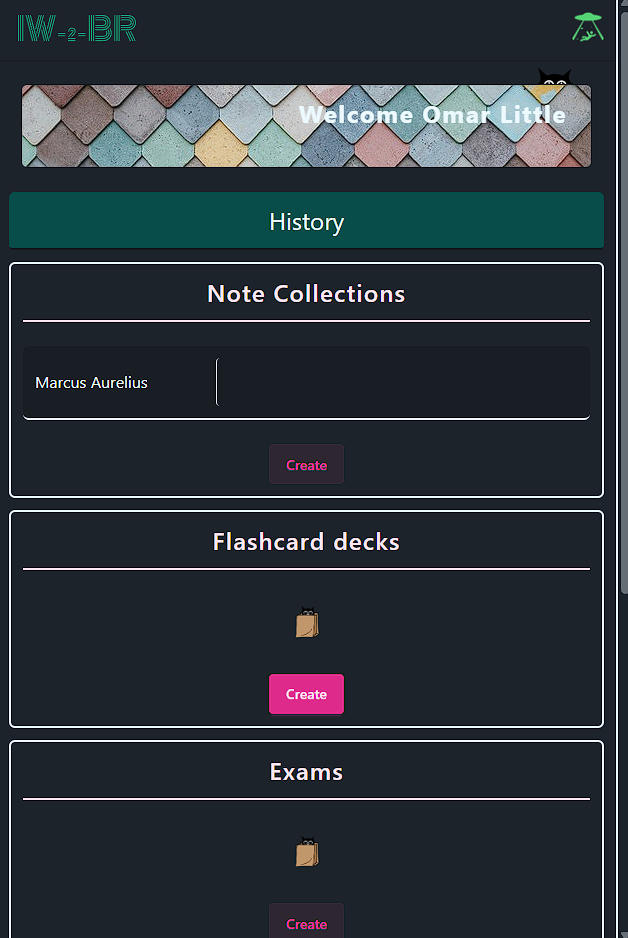 IW-2-BR
Welcome Omar Little
History
Note Collections
Marcus Aurelius
Create
Flashcard decks
Create
Exams
Create